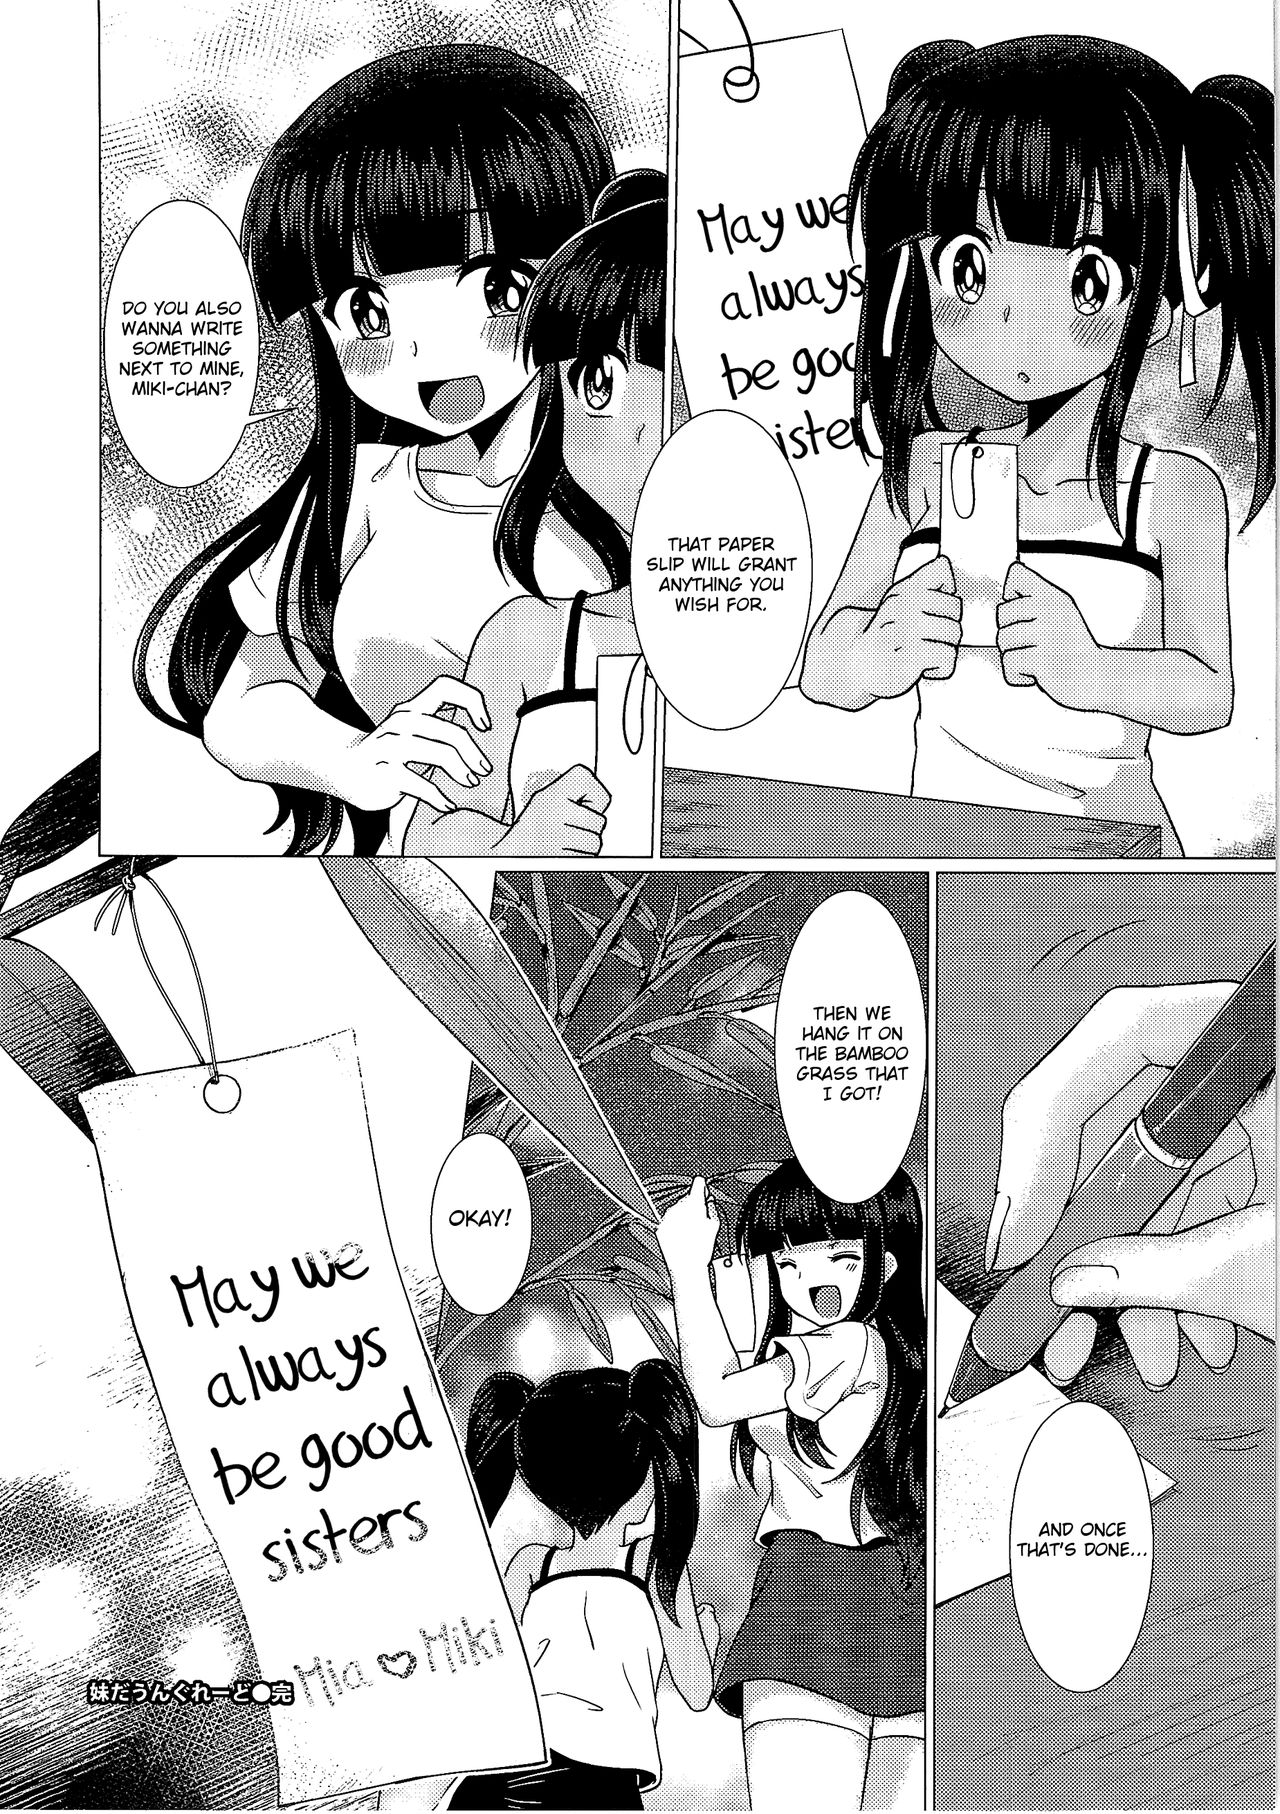 May we
always
be goo
ister
THAT PAPER
SLIP WILL GRANT
ANYTHING YOU
WISH FOR.
DO YOU ALSO
WANNA WRITE
SOMETHING
NEXT TO MINE,
MIKI-CHAN?
AND ONCE
THAT'S DONE...
THEN WE
HANG IT ON
THE BAMBOO
GRASS THAT
I GOT!
OKAY!
May we
always
be good
sisters
Mia ♡ Miki
妹だうんぐれーど●完